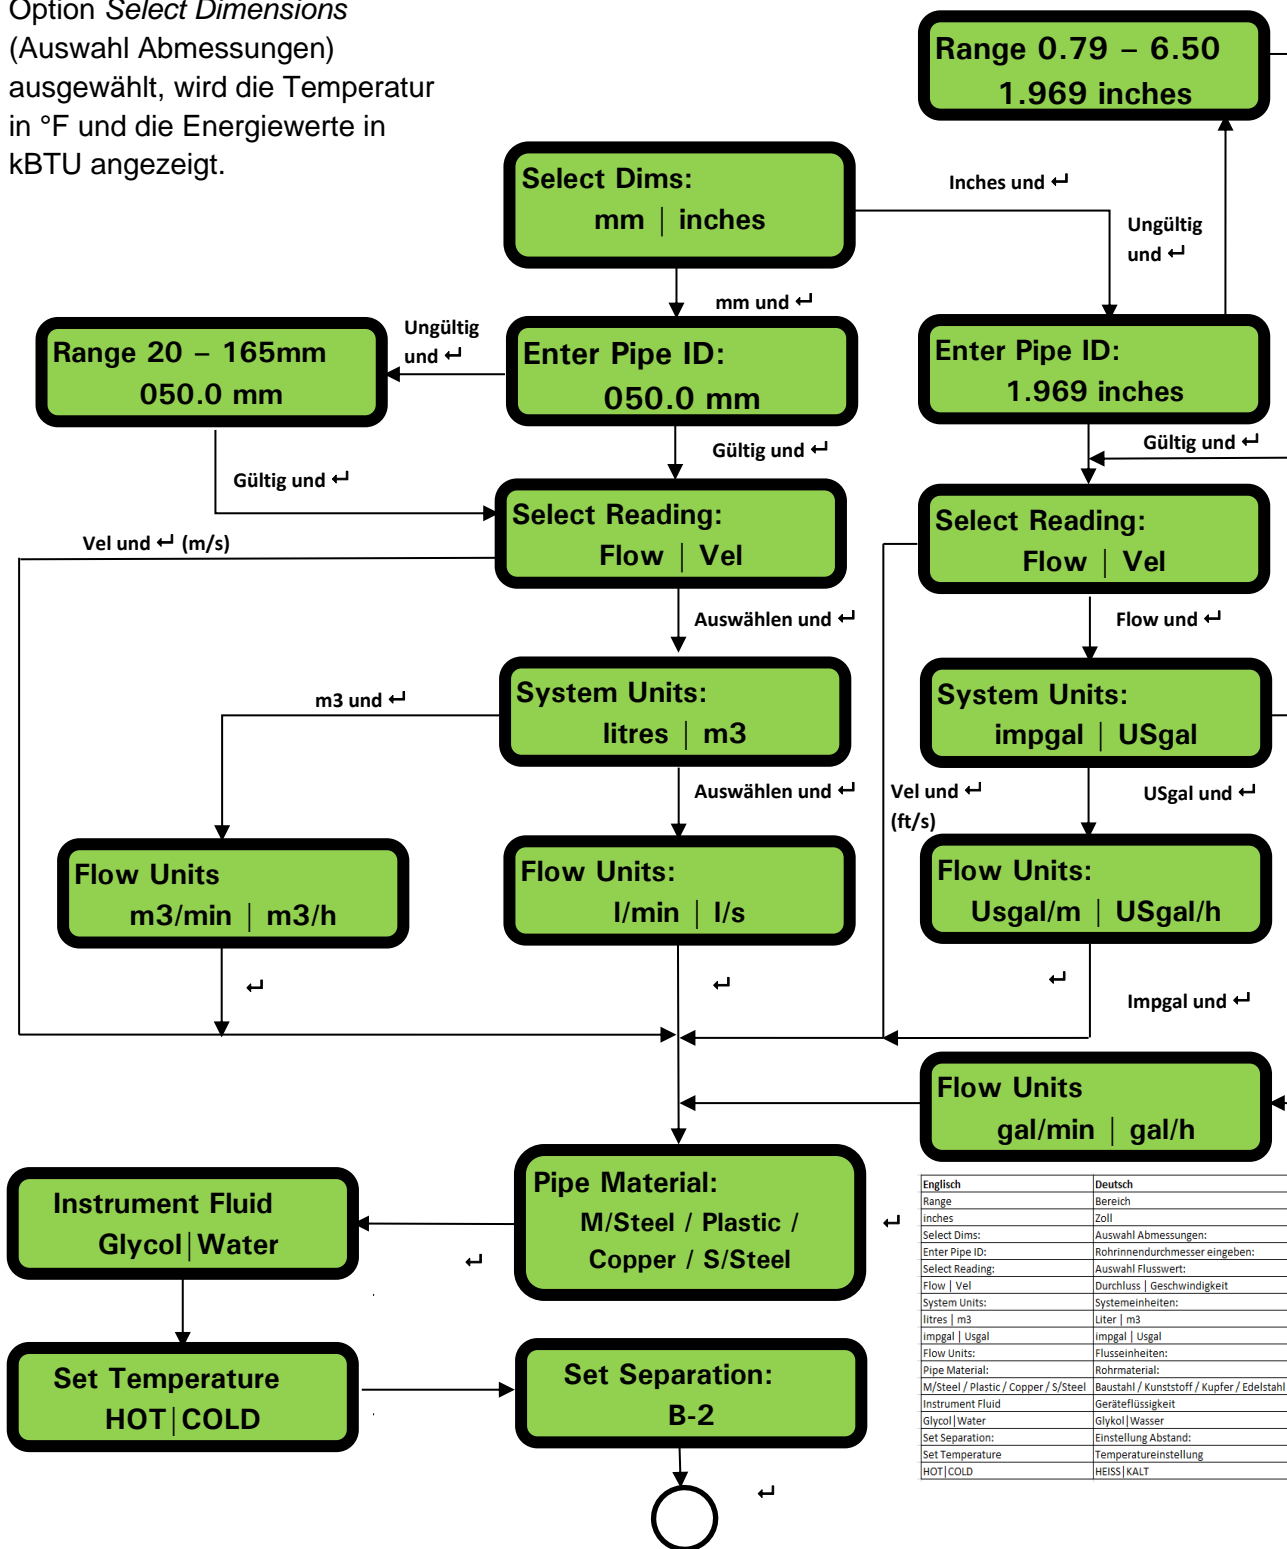 Option Select Dimensions
(Auswahl Abmessungen)
ausgewählt, wird die Temperatur
in °F und die Energiewerte in
kBTU angezeigt.
Range 0.79 – 6.50
1.969 inches
Select Dims:
mm | inches
Inches und ↵
Ungültig
und ↵
mm und ↵
Ungültig
und ↵
Range 20 – 165mm
050.0 mm
Enter Pipe ID:
050.0 mm
Enter Pipe ID:
1.969 inches
Gültig und ↵
Gültig und ↵
Gültig und ↵
Select Reading:
Flow | Vel
Select Reading:
Flow | Vel
Vel und ↵ (m/s)
Auswählen und ↵
Flow und ↵
m3 und ↵
System Units:
litres | m3
System Units:
impgal | USgal
Auswählen und ↵
Vel und ↵
(ft/s)
USgal und ↵
Flow Units
m3/min | m3/h
Flow Units:
l/min | l/s
Flow Units:
Usgal/m | USgal/h
↵
↵
↵
Impgal und ↵
Flow Units
gal/min | gal/h
Pipe Material:
M/Steel / Plastic /
Copper / S/Steel
↵
Instrument Fluid
Glycol|Water
↵
Set Temperature
HOT|COLD
Set Separation:
B-2
↵
Englisch Deutsch
Range Bereich
inches Zoll
Select Dims: Auswahl Abmessungen:
Enter Pipe ID: Rohrinnendurchmesser eingeben:
Select Reading: Auswahl Flusswert:
Flow | Vel Durchluss | Geschwindigkeit
System Units: Systemeinheiten:
litres | m3 Liter | m3
impgal | Usgal impgal | Usgal
Flow Units: Flusseinheiten:
Pipe Material: Rohrmaterial:
M/Steel / Plastic / Copper / S/Steel Baustahl / Kunststoff / Kupfer / Edelstahl
Instrument Fluid Geräteflüssigkeit
Glycol|Water Glykol|Wasser
Set Separation: Einstellung Abstand:
Set Temperature Temperatureinstellung
HOT|COLD HEISS|KALT